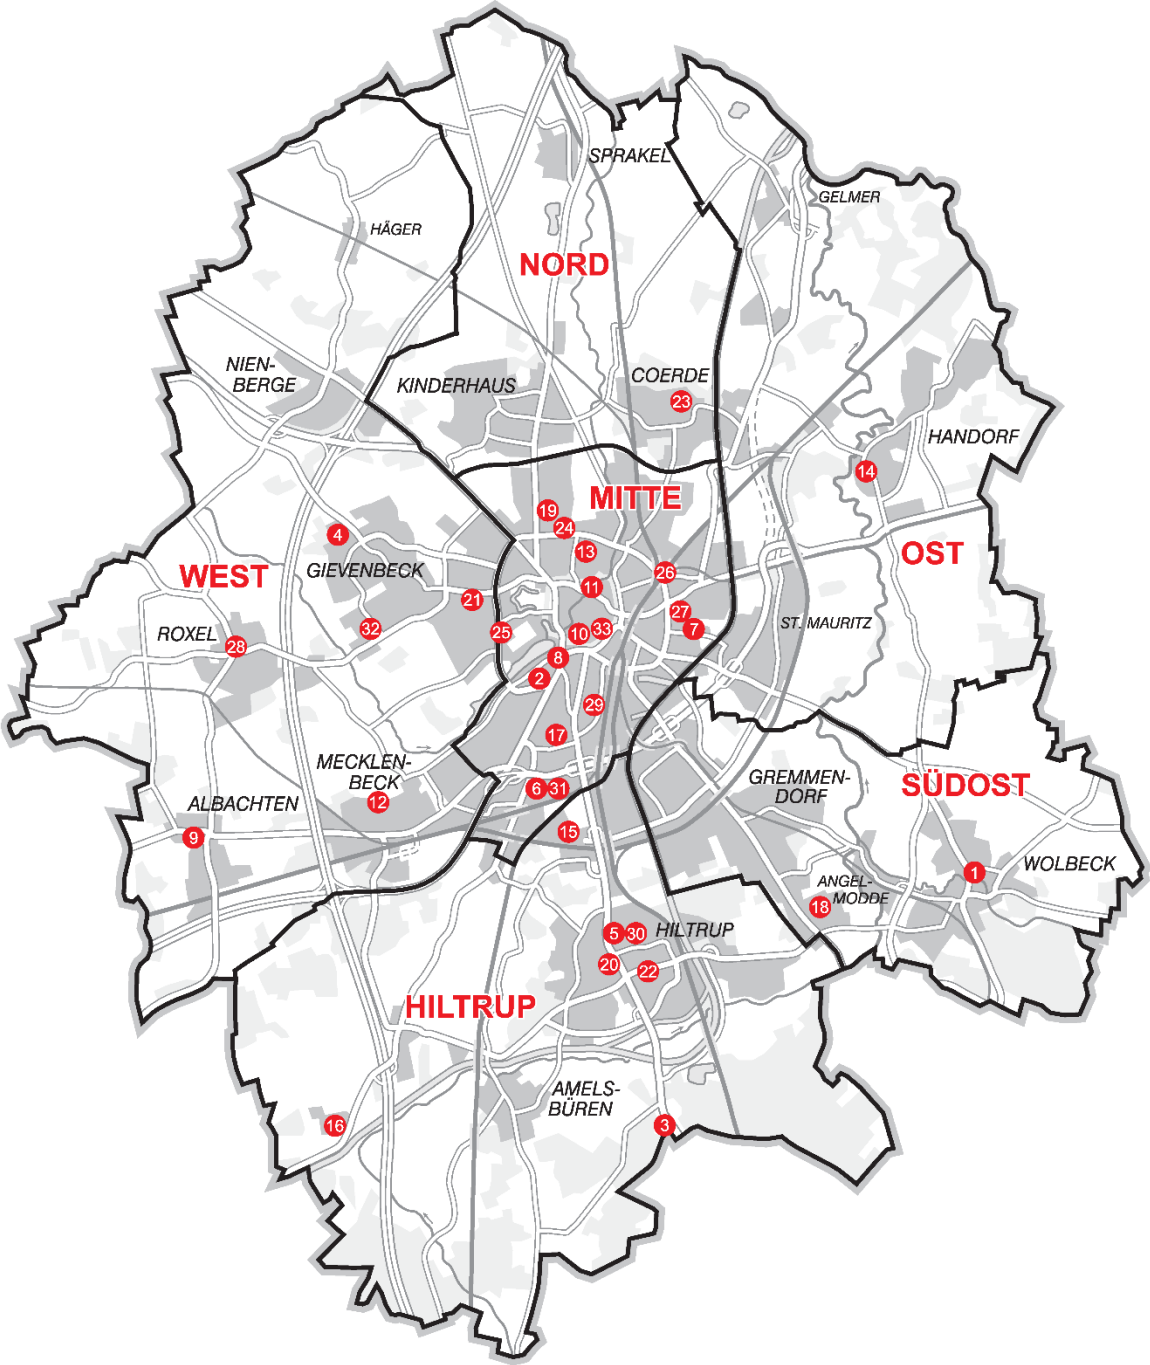 SPRAKEL
GELMER
HÄGER
NORD
NIEN-
BERGE
KINDERHAUS
COERDE
23
HANDORF
14
MITTE
19
24
4
13
OST
GIEVENBECK
WEST
26
11
21
27
ROXEL
32
25
10
33
7
ST. MAURITZ
28
8
2
29
17
MECKLEN-
BECK
GREMMEN-
DORF
SÜDOST
6
31
12
ALBACHTEN
9
15
WOLBECK
1
ANGEL-
MODDE
18
5
30
HILTRUP
20
22
HILTRUP
AMELS-
BÜREN
16
3